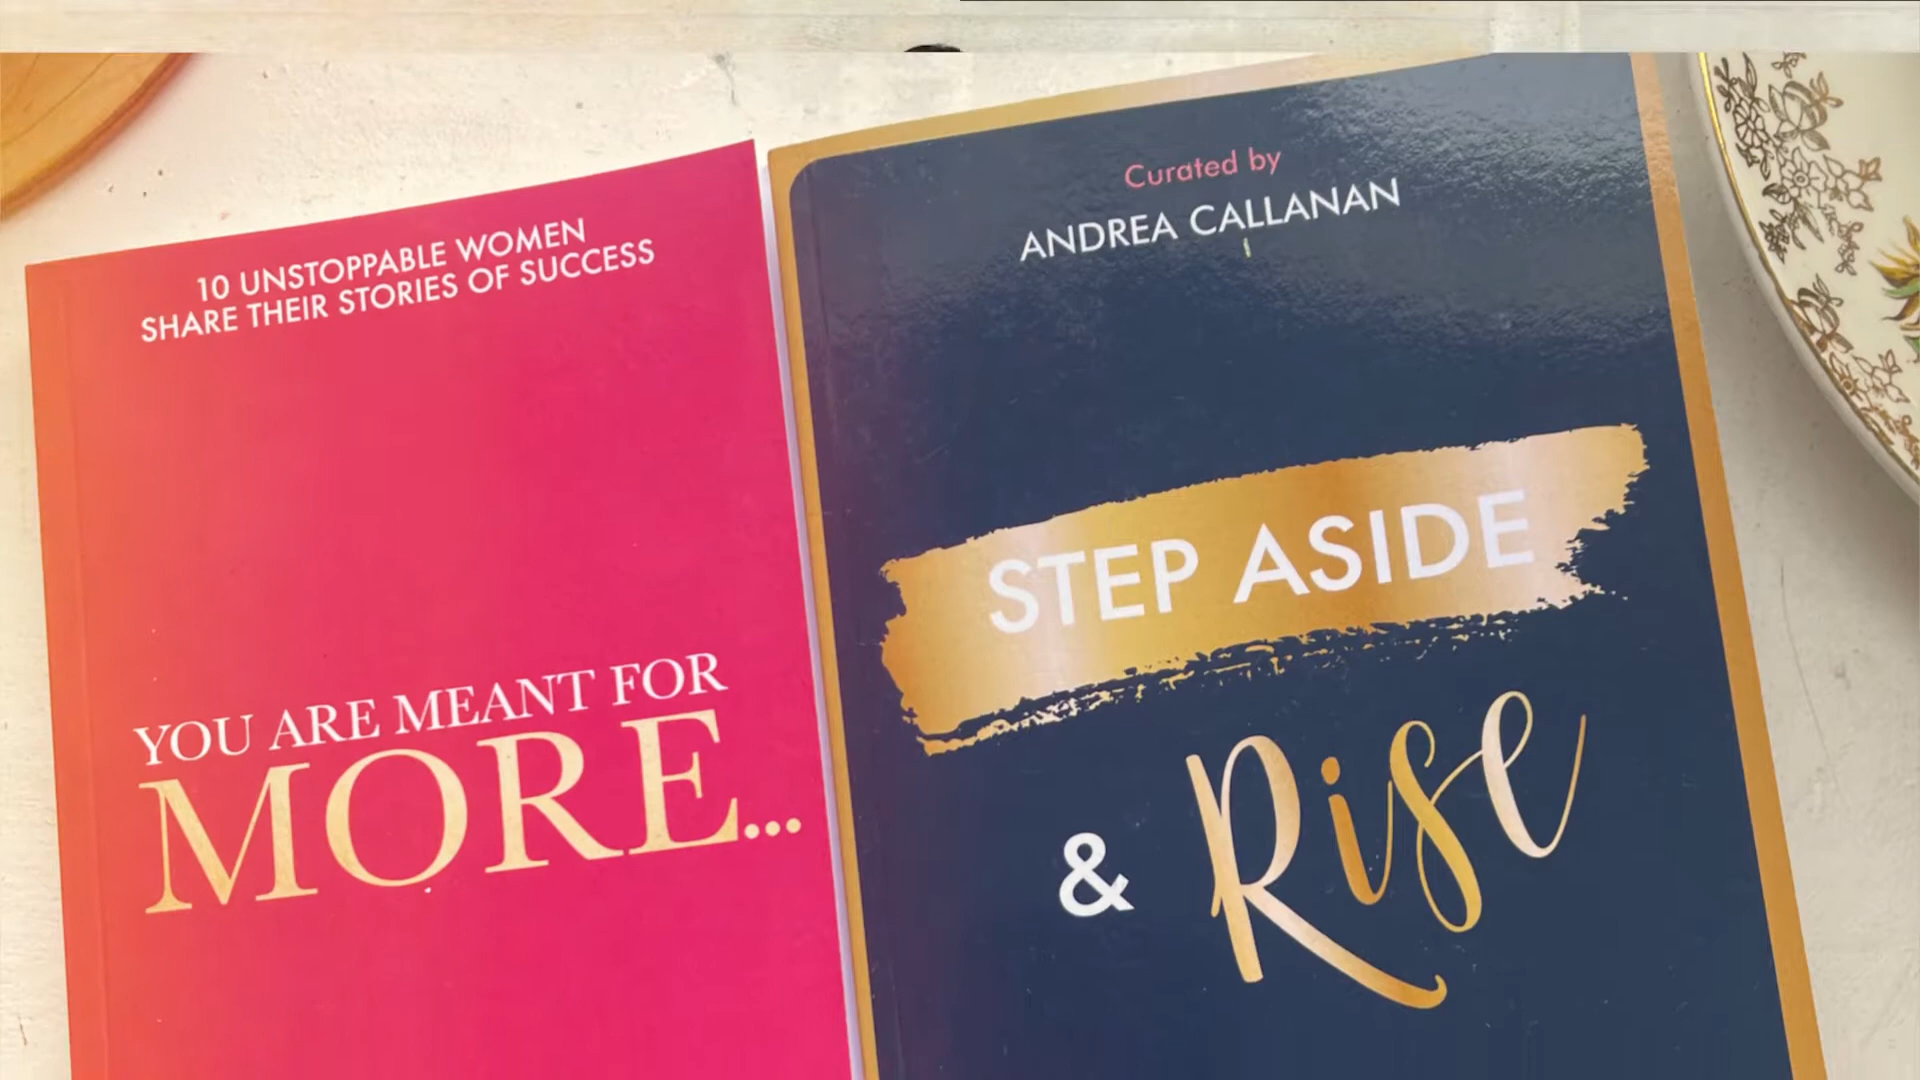 10 UNSTOPPABLE WOMEN
SHARE THEIR STORIES OF SUCCESS
YOU ARE MEANT FOR
MORE...
Curated by
ANDREA CALLANAN
STEP ASIDE
& Rise